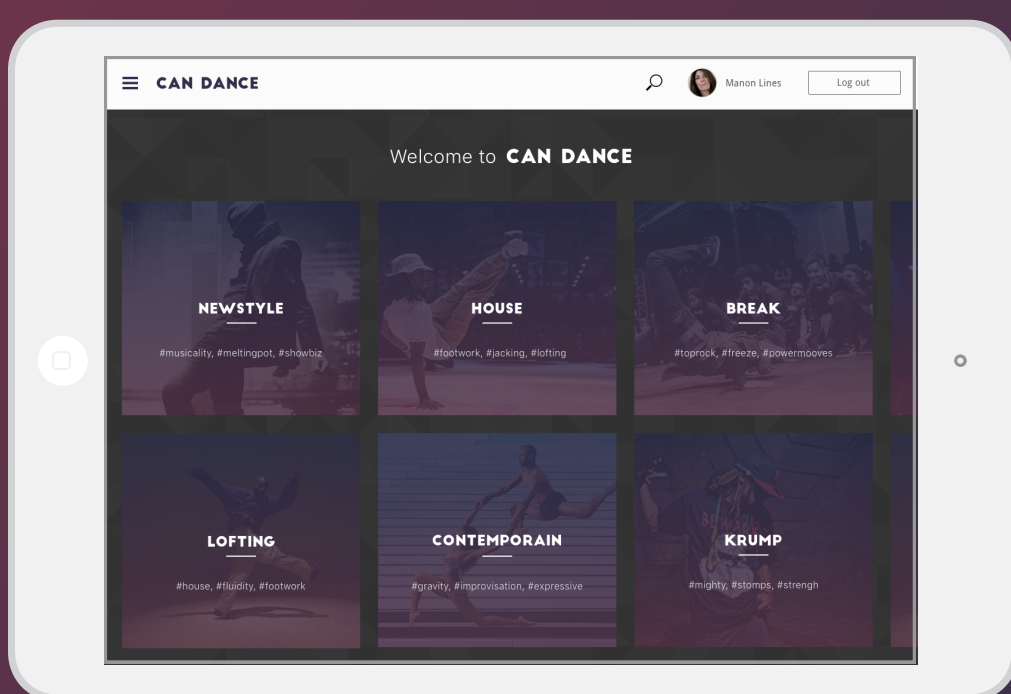 CAN DANCE
Manon Lines
Log out
Welcome to CAN DANCE
NEWSTYLE
#musicality, #meltingpot, #showbiz
HOUSE
#footwork, #jacking, #lofting
BREAK
#toprock, #freeze, #powermooves
LOFTING
#house, #fluidity, #footwork
CONTEMPORAIN
#gravity, #improvisation, #expressive
KRUMP
#mighty, #stomps, #strengh